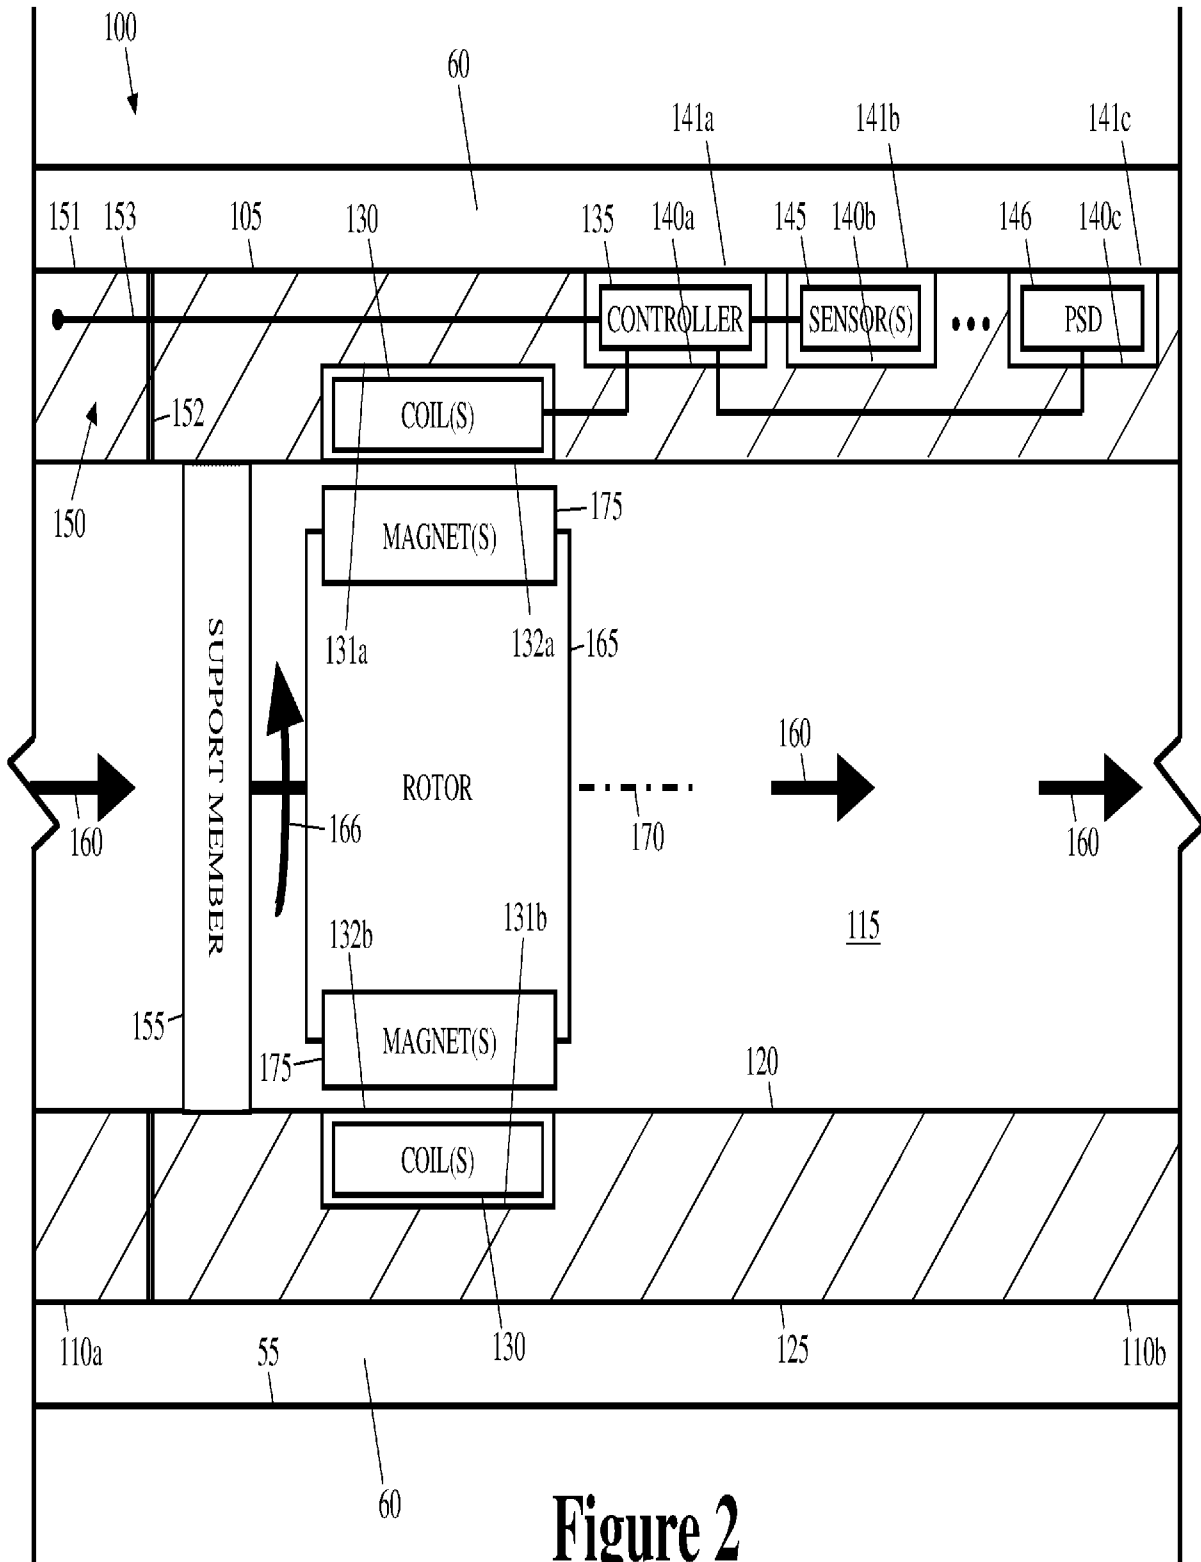 100
60
141a
141b
141c
151
153
105
130
135
140a
145
140b
146
140c
CONTROLLER
SENSOR(S)
PSD
COIL(S)
152
150
175
MAGNET(S)
131a
132a
165
SUPPORT MEMBER
160
ROTOR
160
166
170
160
132b
131b
115
155
MAGNET(S)
175
120
COIL(S)
110a
55
130
125
110b
60
Figure 2